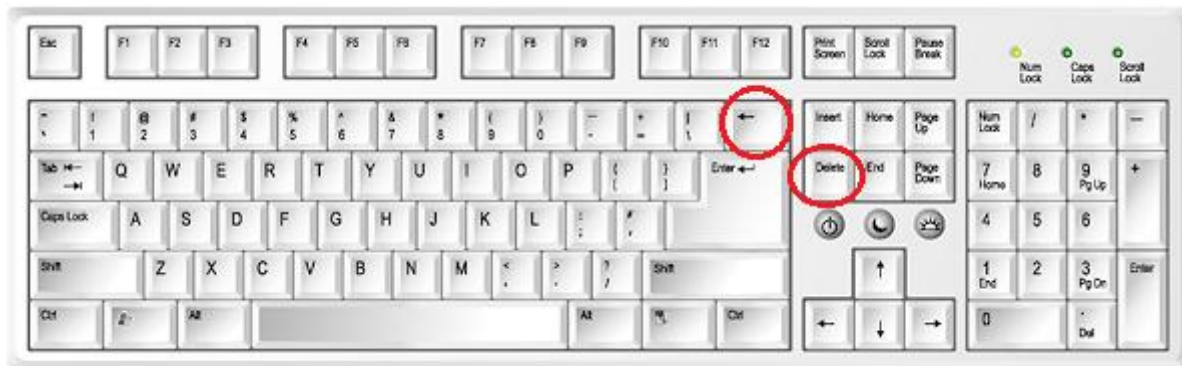 Esc F1 F2 F3 F4 F5 F6 F7 F8 F9 F10 F11 F12 Print Screen Scroll Lock Pause Break
Num Lock Caps Lock Scroll Lock
~ ! @ # $ % ^ & * ( ) — + | ←
` 1 2 3 4 5 6 7 8 9 0 - = \
Insert Home Page Up Num Lock / * —
Tab Q W E R T Y U I O P { [ } ] Enter ↵ Delete End Page Down 7 Home 8 9 Pg Up +
Caps Lock A S D F G H J K L : ; " ' 4 5 6
Shift Z X C V B N M < , > . ? / Shift ↑ 1 End 2 3 Pg Dn Enter
Ctrl Alt Alt Ctrl ← ↓ → 0 . Del